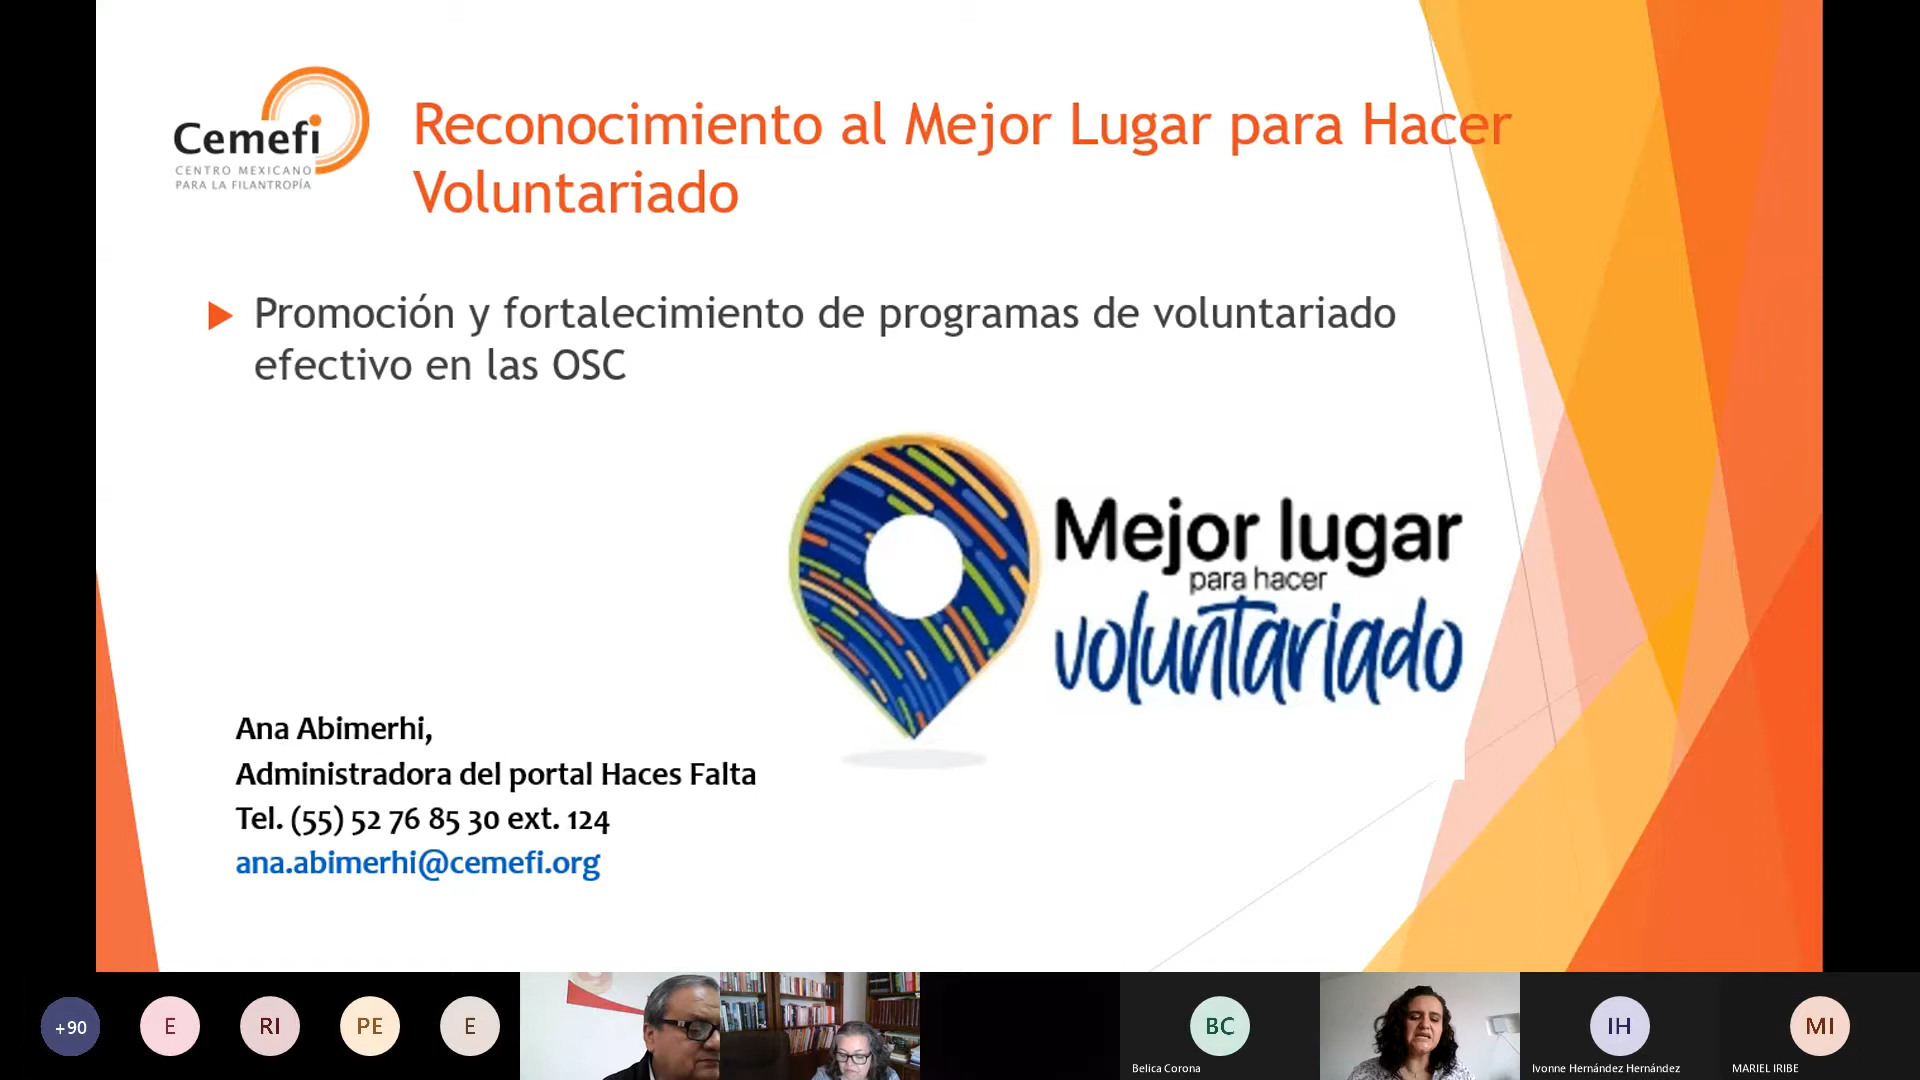 Cemefi
CENTRO MEXICANO
PARA LA FILANTROPÍA
Reconocimiento al Mejor Lugar para Hacer
Voluntariado
Promoción y fortalecimiento de programas de voluntariado
efectivo en las OSC
Mejor lugar
para hacer
voluntariado
Ana Abimerhi,
Administradora del portal Haces Falta
Tel. (55) 52 76 85 30 ext. 124
ana.abimerhi@cemefi.org
+90
E
RI
PE
E
BC
Belica Corona
IH
Ivonne Hernández Hernández
MI
MARIEL IRIBE